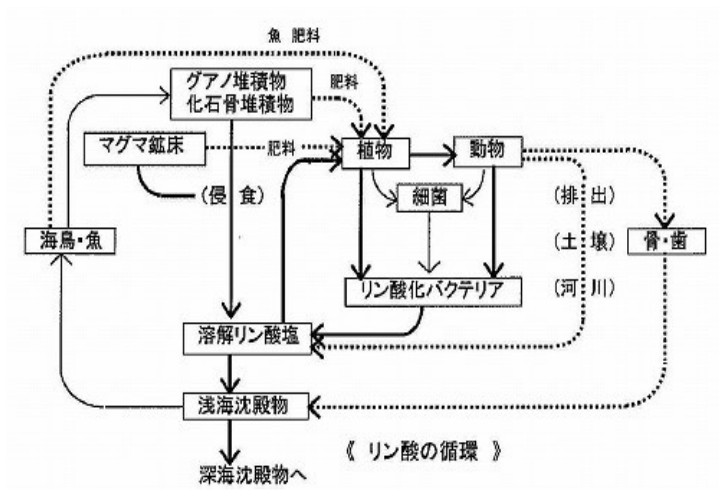 魚 肥料
グアノ堆積物
化石骨堆積物
肥料
マグマ鉱床
肥料
植物
動物
(侵 食)
細菌
(排 出)
海鳥・魚
(土 壌)
骨・歯
リン酸化バクテリア
(河 川)
溶解リン酸塩
浅海沈殿物
《 リン酸の循環 》
深海沈殿物へ